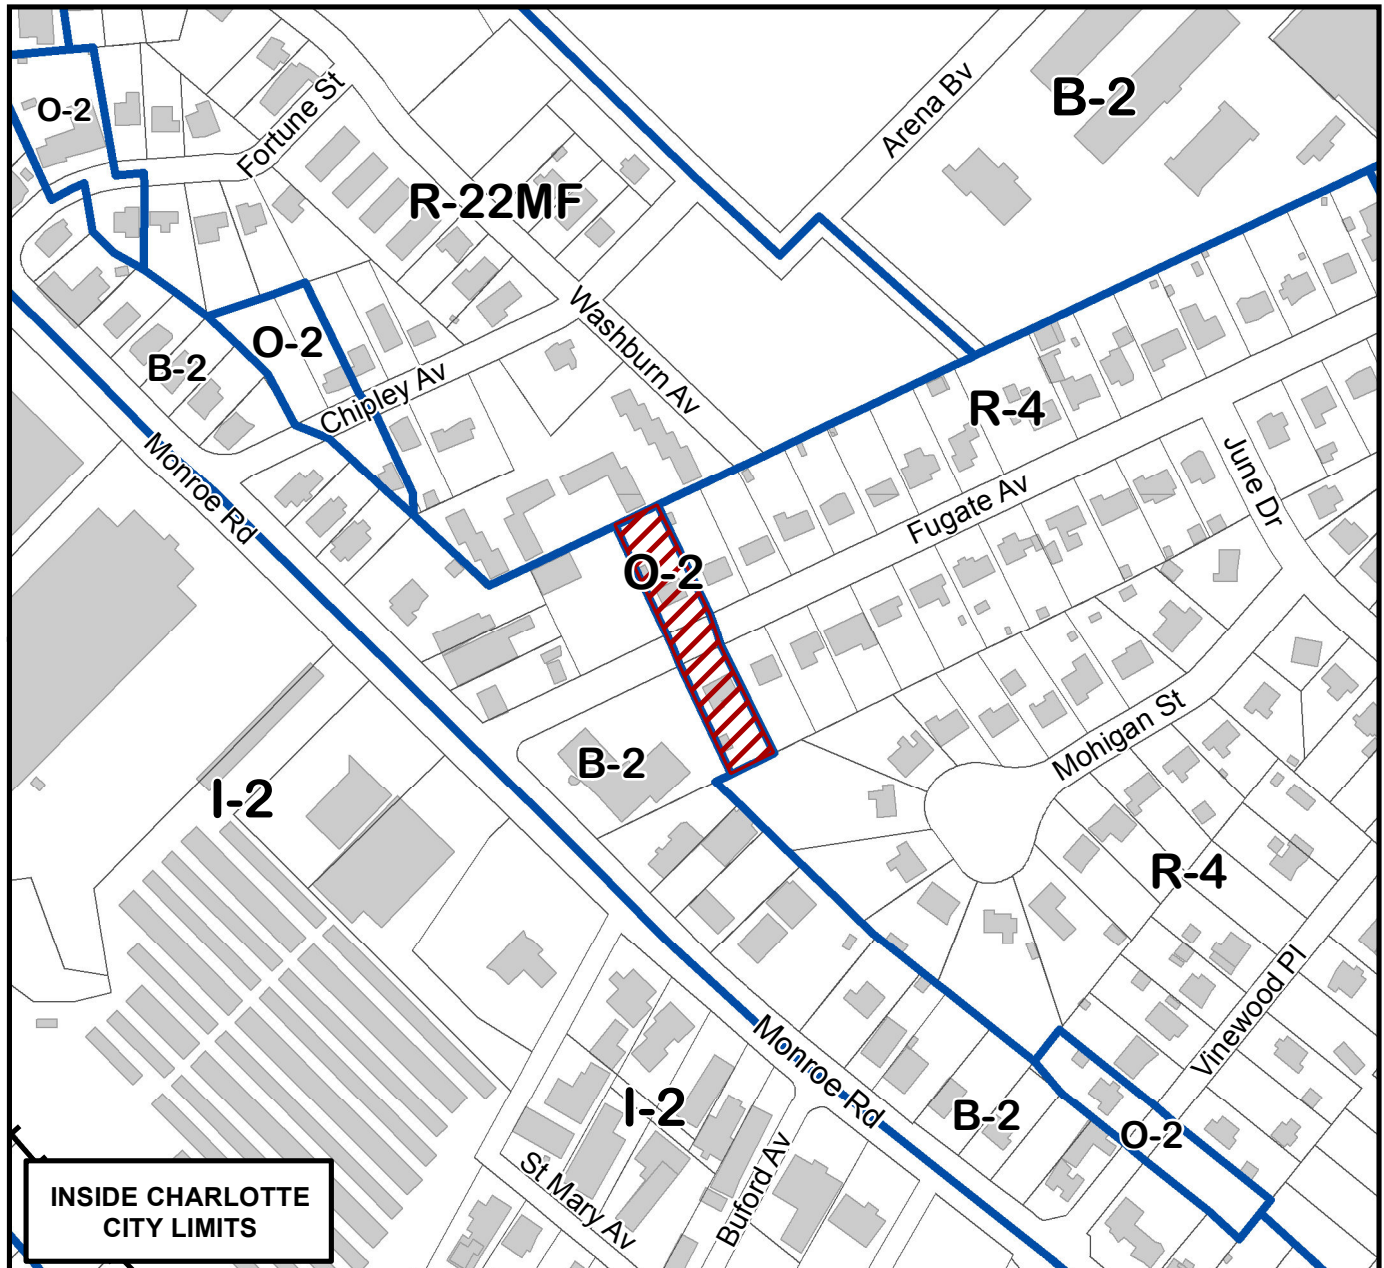 B-2
Arena Bv
O-2
Fortune St
R-22MF
Washburn Av
O-2
B-2
Chipley Av
R-4
Monroe Rd
June Dr
Fugate Av
O-2
Mohigan St
B-2
I-2
R-4
Vinewood Pl
Monroe Rd
I-2
B-2
O-2
St Mary Av
Buford Av
INSIDE CHARLOTTE
CITY LIMITS